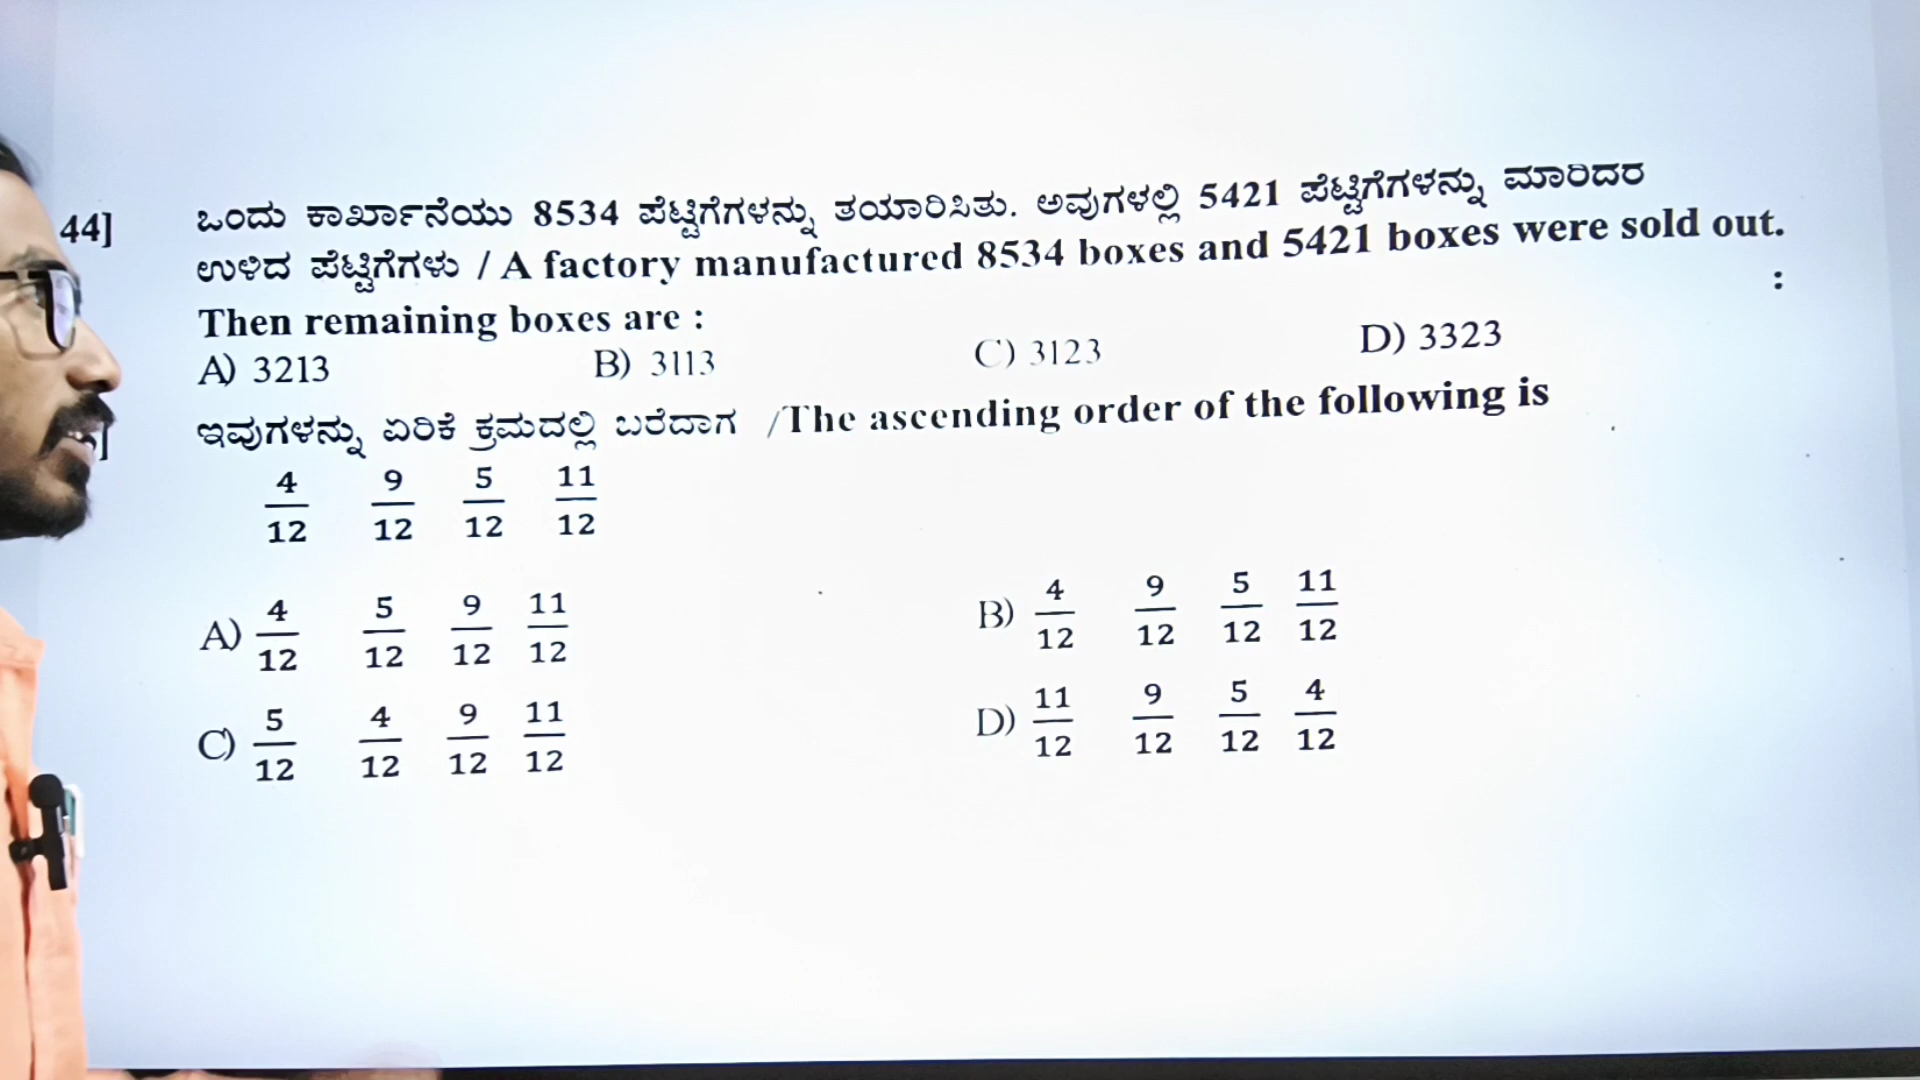 44] ಒಂದು ಕಾರ್ಖಾನೆಯು 8534 ಪೆಟ್ಟಿಗೆಗಳನ್ನು ತಯಾರಿಸಿತು. ಅವುಗಳಲ್ಲಿ 5421 ಪೆಟ್ಟಿಗೆಗಳನ್ನು ಮಾರಿದರ
ಉಳಿದ ಪೆಟ್ಟಿಗೆಗಳು / A factory manufactured 8534 boxes and 5421 boxes were sold out.
Then remaining boxes are : :
A) 3213 B) 3113 C) 3123 D) 3323
] ಇವುಗಳನ್ನು ಏರಿಕೆ ಕ್ರಮದಲ್ಲಿ ಬರೆದಾಗ /The ascending order of the following is
4/12 9/12 5/12 11/12
A) 4/12 5/12 9/12 11/12 B) 4/12 9/12 5/12 11/12
C) 5/12 4/12 9/12 11/12 D) 11/12 9/12 5/12 4/12